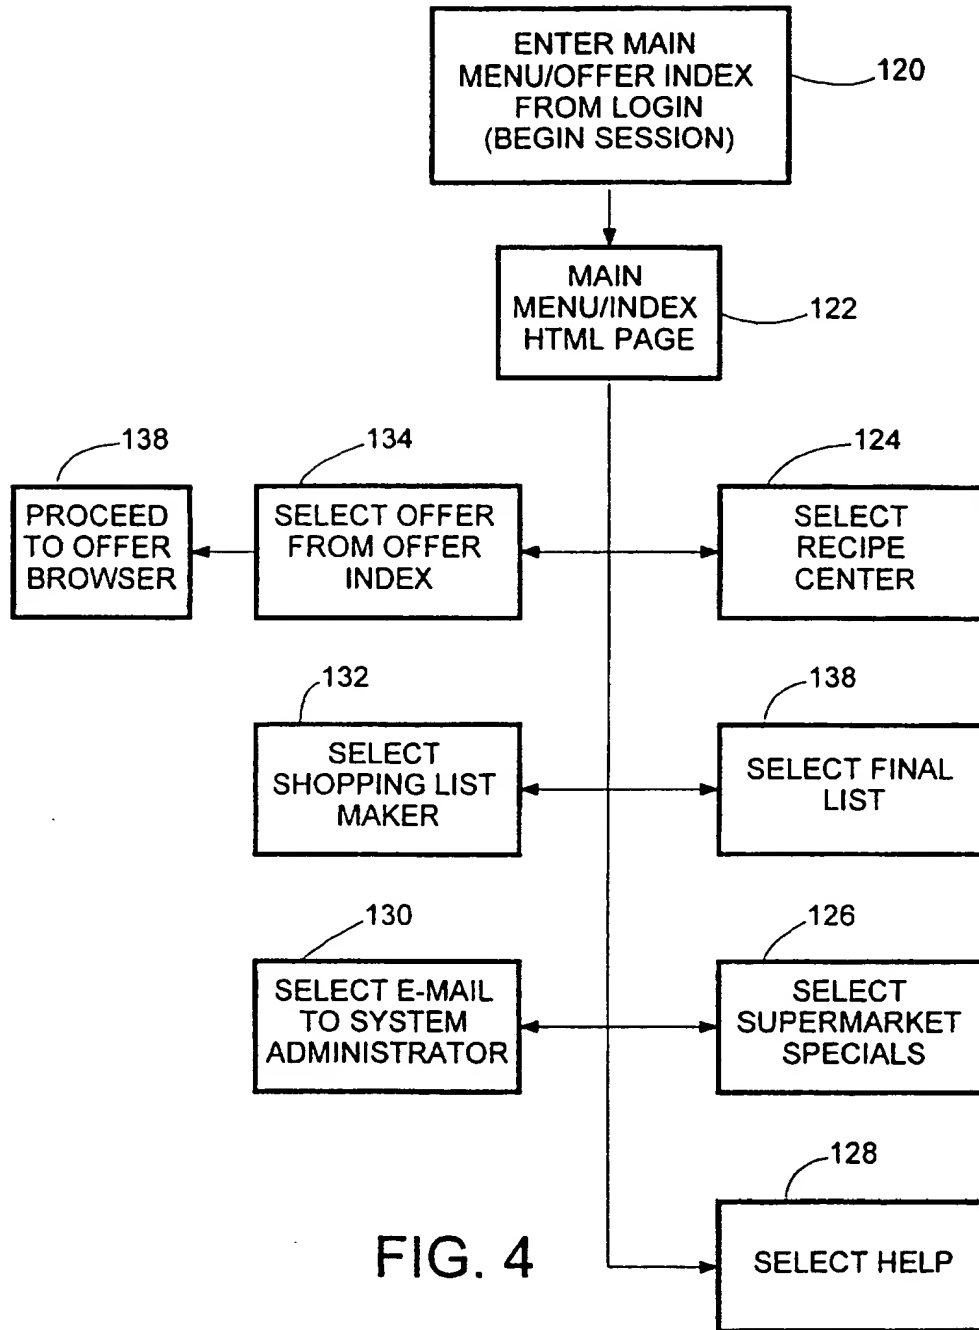 ENTER MAIN
MENU/OFFER INDEX
FROM LOGIN
(BEGIN SESSION)
120
MAIN
MENU/INDEX
HTML PAGE
122
138
PROCEED
TO OFFER
BROWSER
134
SELECT OFFER
FROM OFFER
INDEX
124
SELECT
RECIPE
CENTER
132
SELECT
SHOPPING LIST
MAKER
138
SELECT FINAL
LIST
130
SELECT E-MAIL
TO SYSTEM
ADMINISTRATOR
126
SELECT
SUPERMARKET
SPECIALS
128
SELECT HELP
FIG. 4